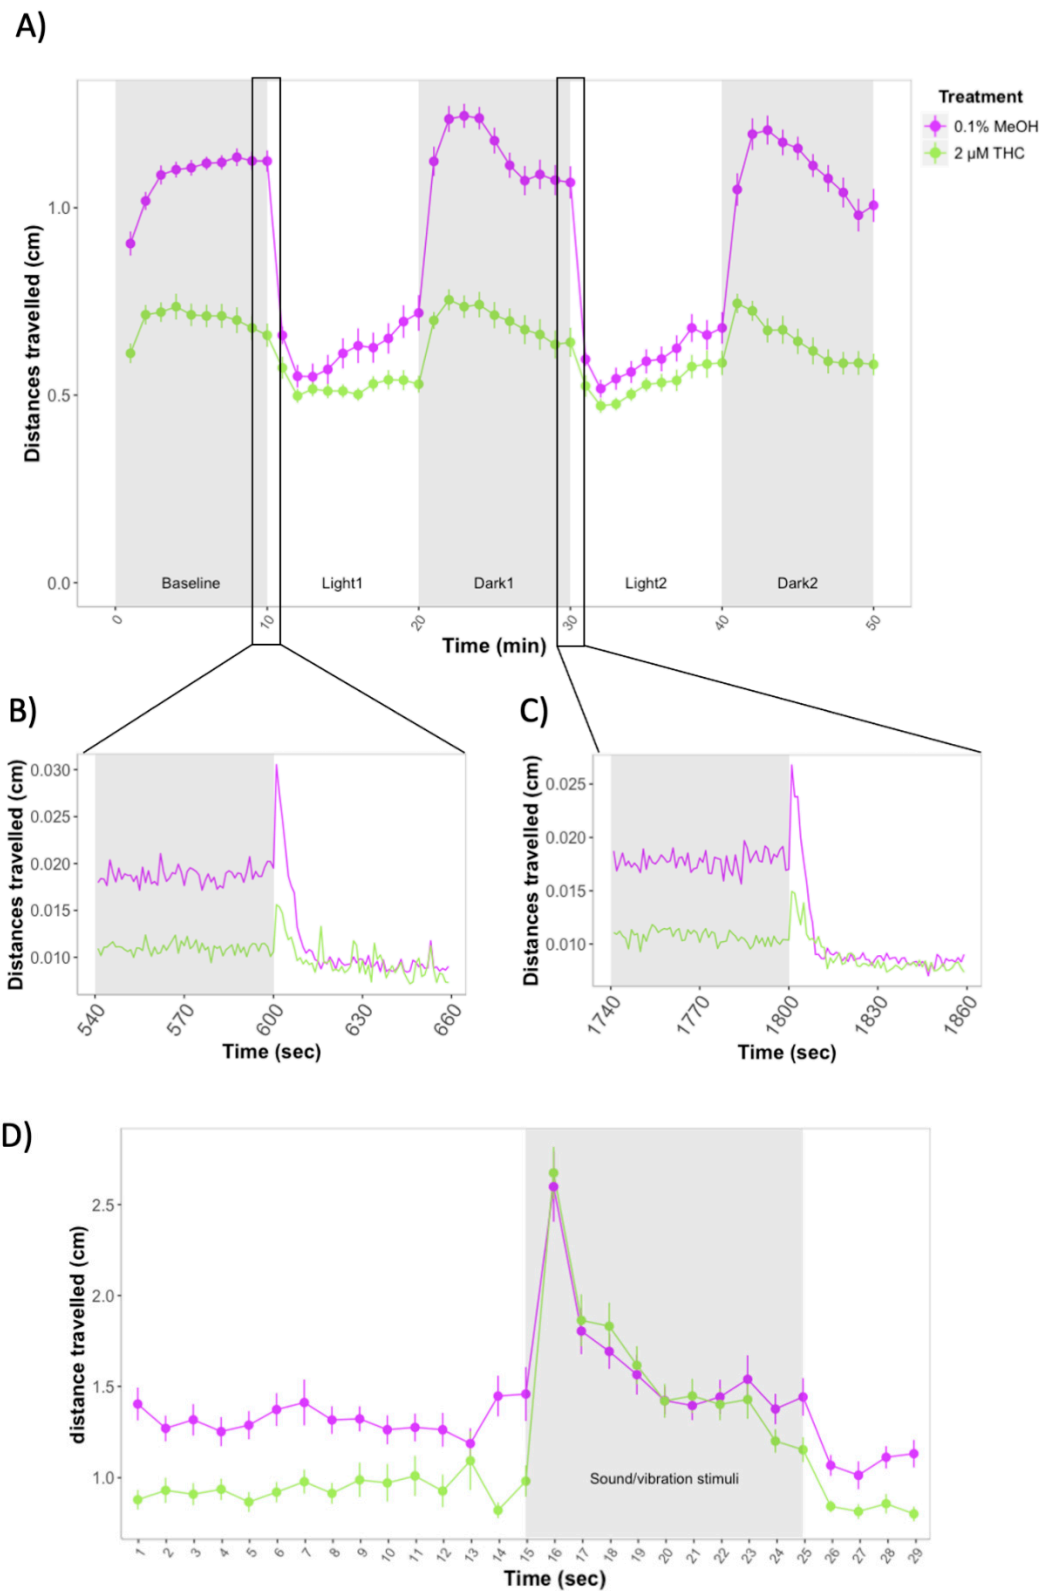 A)
Treatment
0.1% MeOH
2 µM THC
Distances travelled (cm)
1.0
0.5
0.0
Baseline
Light1
Dark1
Light2
Dark2
0
10
20
30
40
50
Time (min)
B)
Distances travelled (cm)
0.030
0.025
0.020
0.015
0.010
540
570
600
630
660
Time (sec)
C)
Distances travelled (cm)
0.025
0.020
0.015
0.010
1740
1770
1800
1830
1860
Time (sec)
D)
distance travelled (cm)
2.5
2.0
1.5
1.0
Sound/vibration stimuli
1 2 3 4 5 6 7 8 9 10 11 12 13 14 15 16 17 18 19 20 21 22 23 24 25 26 27 28 29
Time (sec)